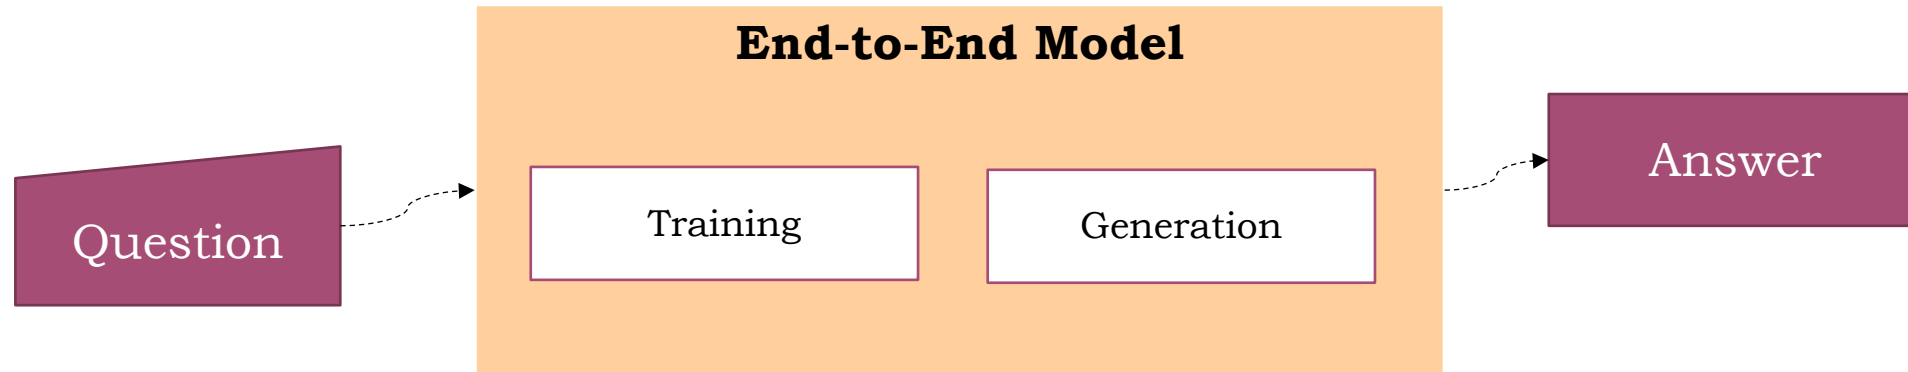 End-to-End Model
Question
Training
Generation
Answer